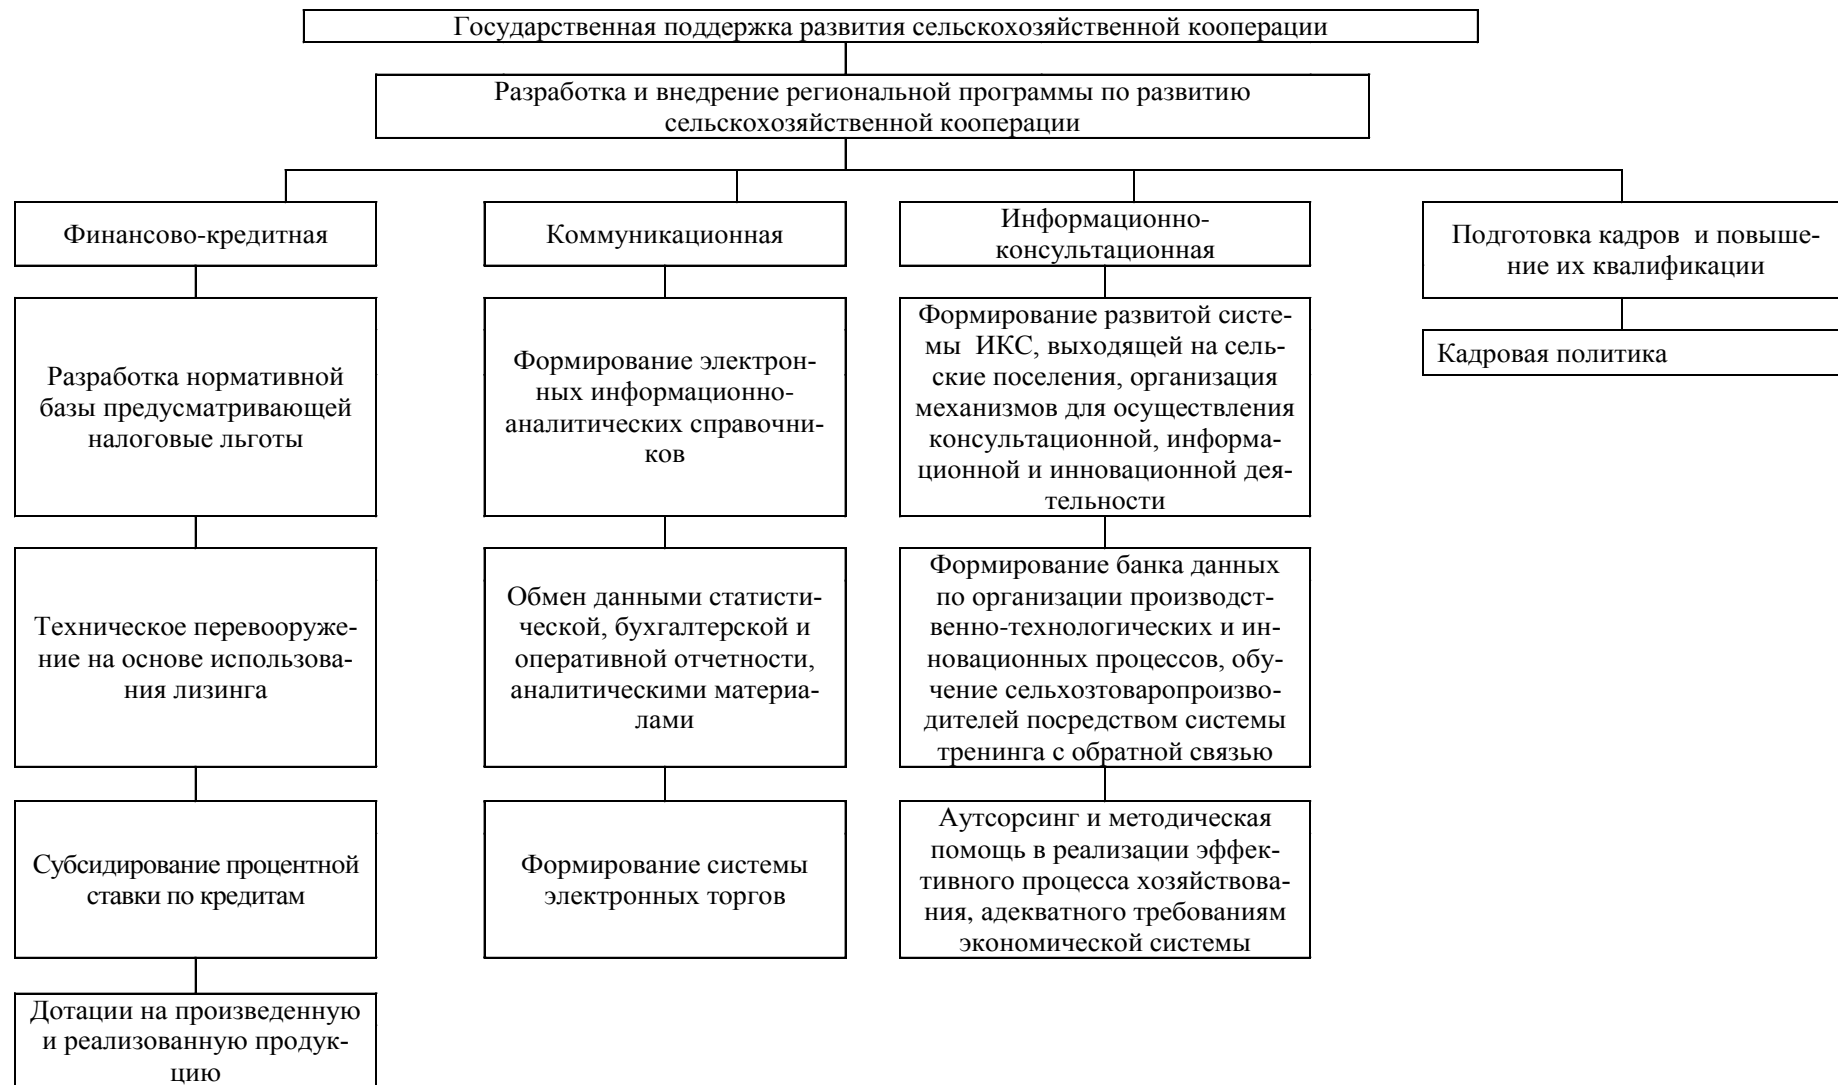 Государственная поддержка развития сельскохозяйственной кооперации
Разработка и внедрение региональной программы по развитию
сельскохозяйственной кооперации
Финансово-кредитная
Разработка нормативной
базы предусматривающей
налоговые льготы
Техническое перевооруже-
ние на основе использова-
ния лизинга
Субсидирование процентной
ставки по кредитам
Дотации на произведенную
и реализованную продук-
цию
Коммуникационная
Формирование электрон-
ных информационно-
аналитических справочни-
ков
Обмен данными статисти-
ческой, бухгалтерской и
оперативной отчетности,
аналитическими материа-
лами
Формирование системы
электронных торгов
Информационно-
консультационная
Формирование развитой систе-
мы ИКС, выходящей на сель-
ские поселения, организация
механизмов для осуществления
консультационной, информа-
ционной и инновационной дея-
тельности
Формирование банка данных
по организации производст-
венно-технологических и ин-
новационных процессов, обу-
чение сельхозтоваропроизво-
дителей посредством системы
тренинга с обратной связью
Аутсорсинг и методическая
помощь в реализации эффек-
тивного процесса хозяйствова-
ния, адекватного требованиям
экономической системы
Подготовка кадров и повыше-
ние их квалификации
Кадровая политика